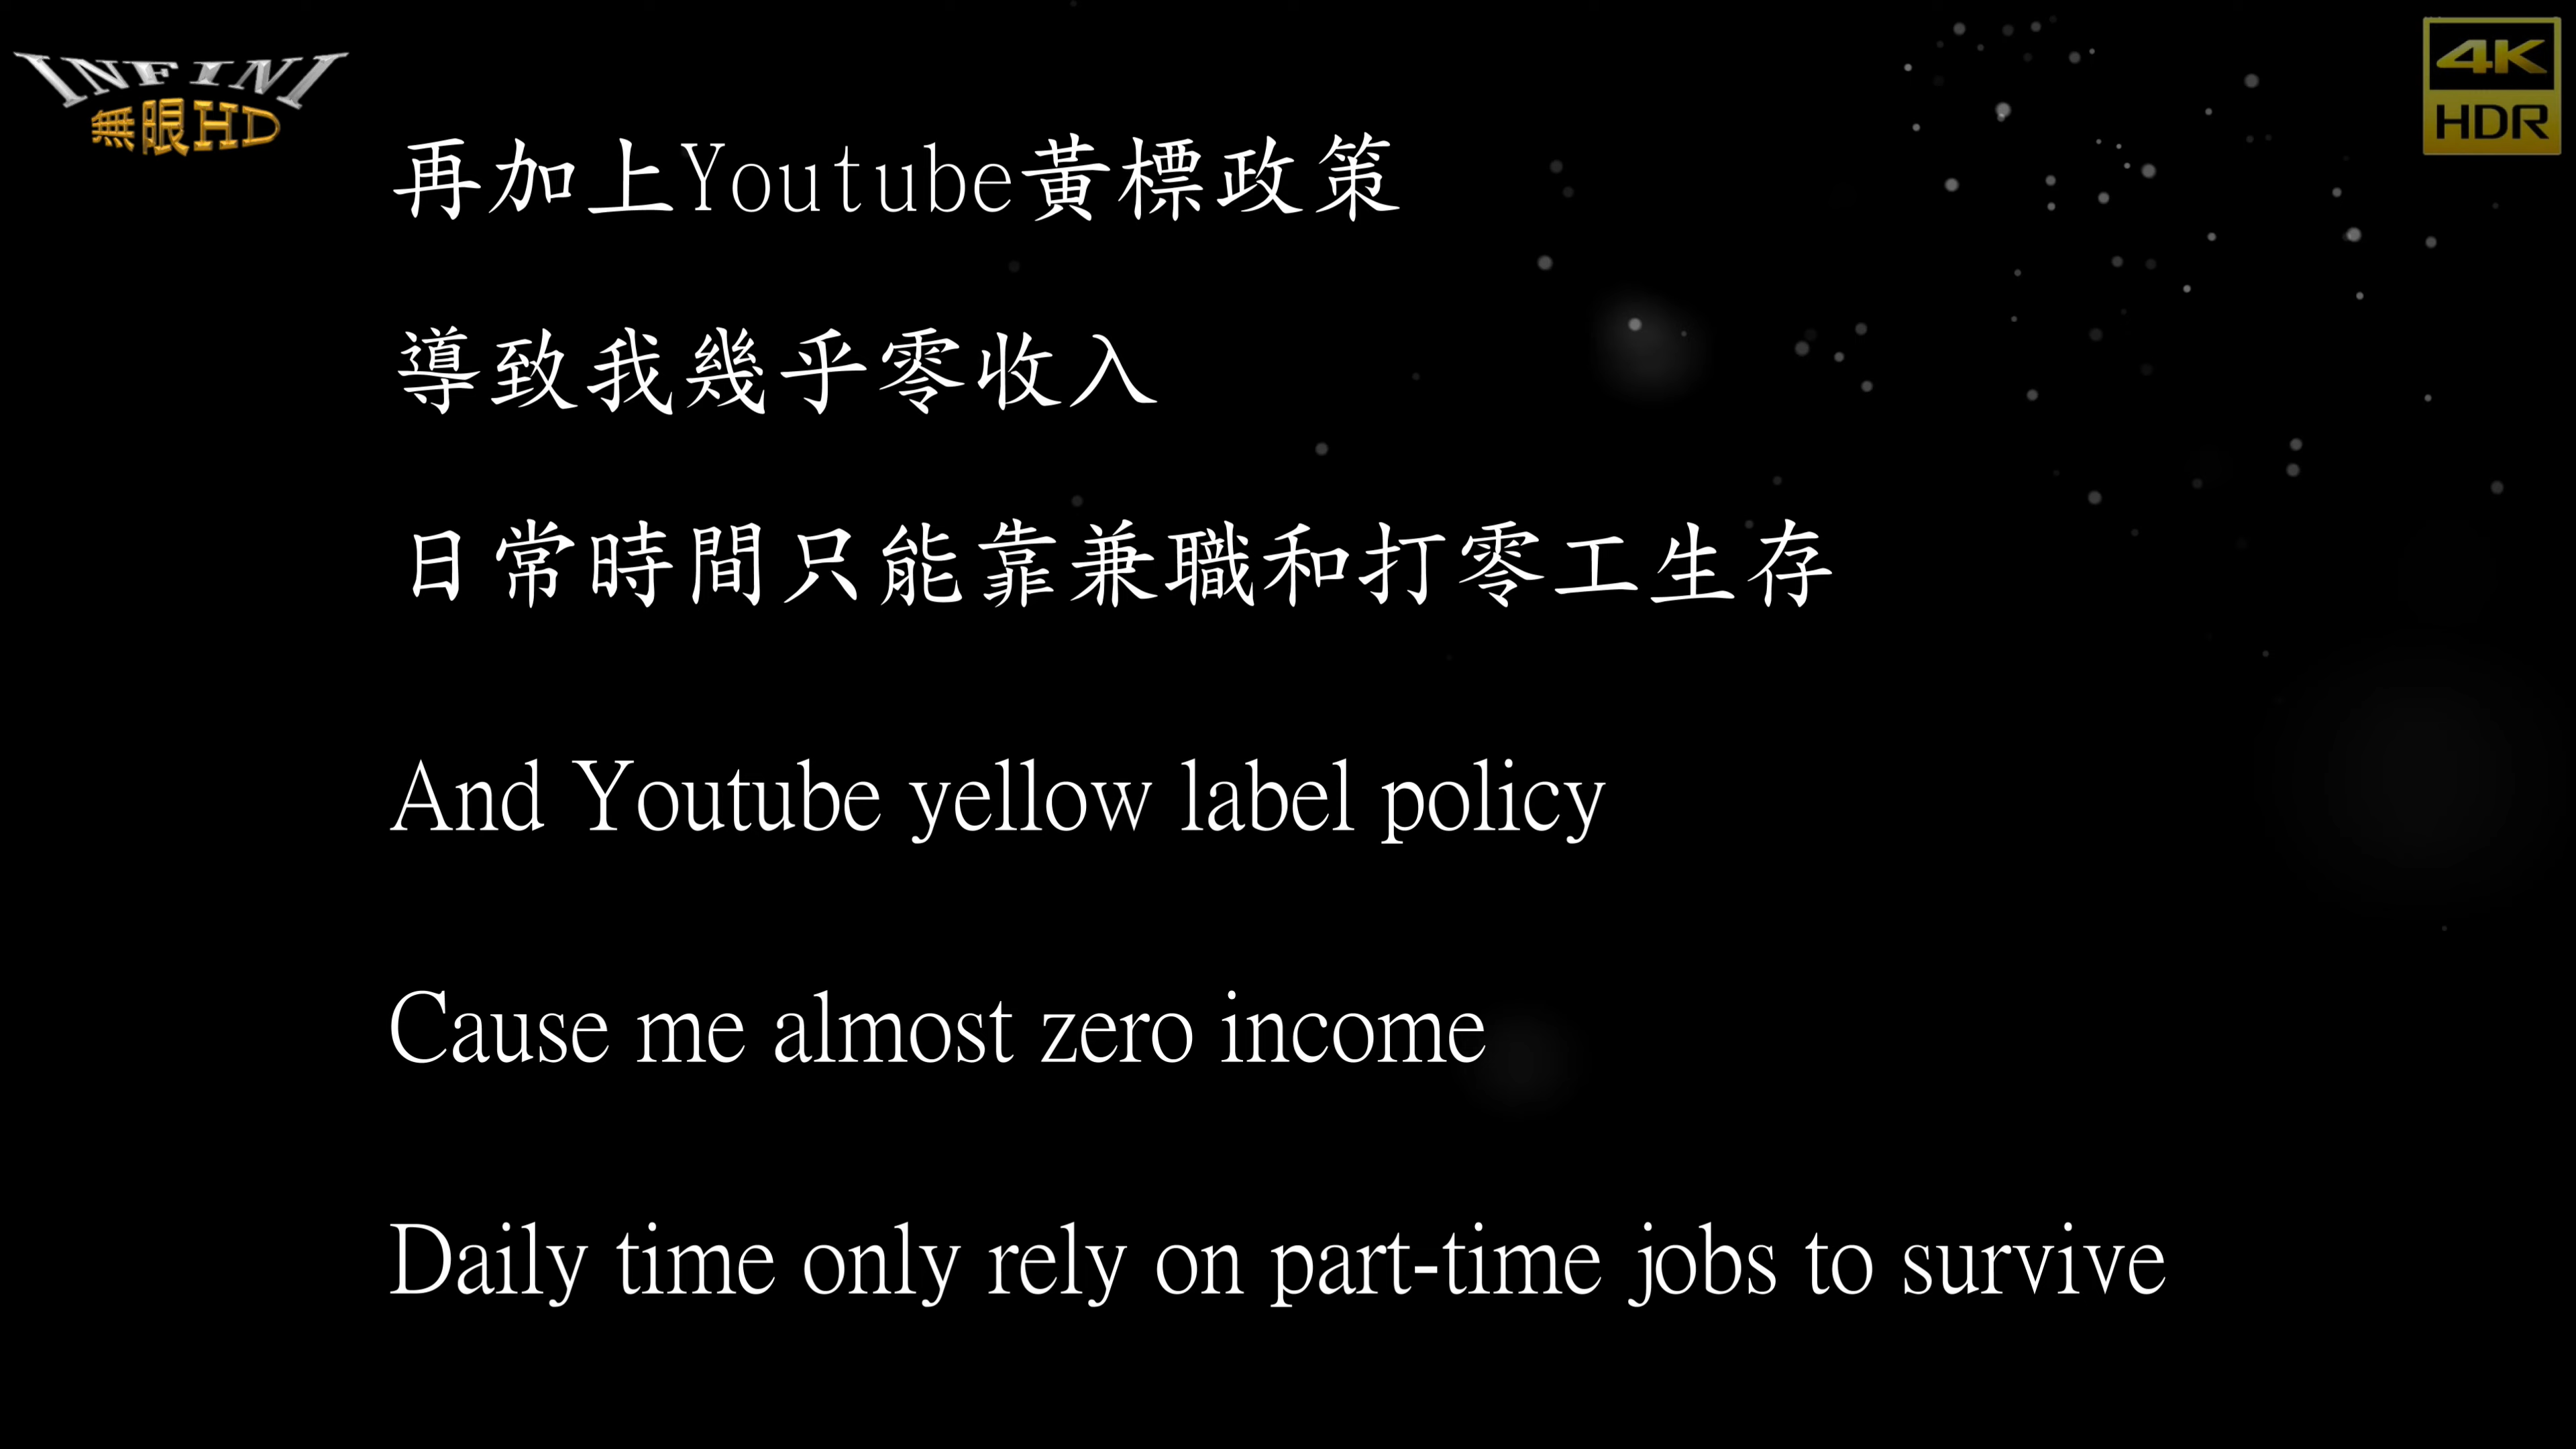 INFINI
無限HD
4K
HDR
再加上Youtube黃標政策
導致我幾乎零收入
日常時間只能靠兼職和打零工生存
And Youtube yellow label policy
Cause me almost zero income
Daily time only rely on part-time jobs to survive